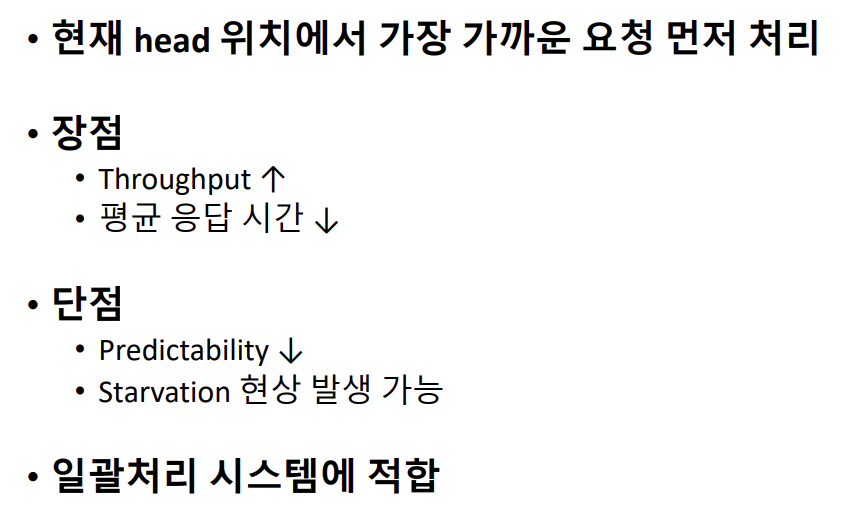 • 현재 head 위치에서 가장 가까운 요청 먼저 처리
• 장점
• Throughput ↑
• 평균 응답 시간 ↓
• 단점
• Predictability ↓
• Starvation 현상 발생 가능
• 일괄처리 시스템에 적합